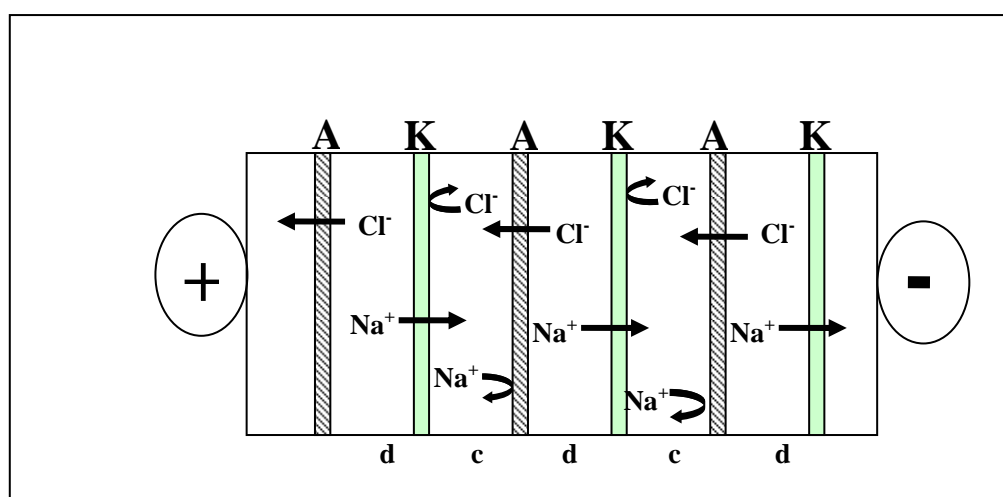 A K A K A K
Cl⁻ Cl⁻ Cl⁻ Cl⁻ Cl⁻
+ -
Na⁺ Na⁺ Na⁺
Na⁺ Na⁺
d c d c d